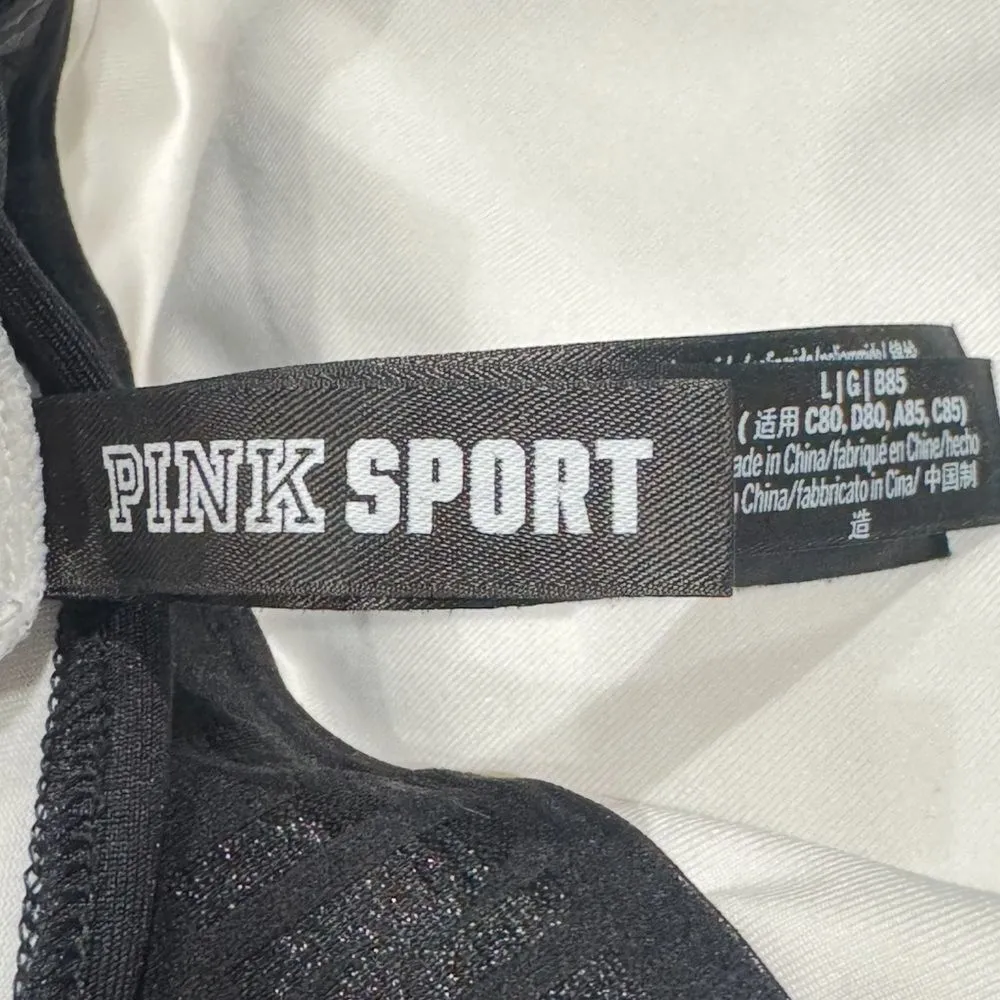 PINK SPORT
L|G|B85
(适用 C80, D80, A85, C85)
ade in China/fabriqué en Chine/hecho
China/fabbricato in Cina/ 中国制
造